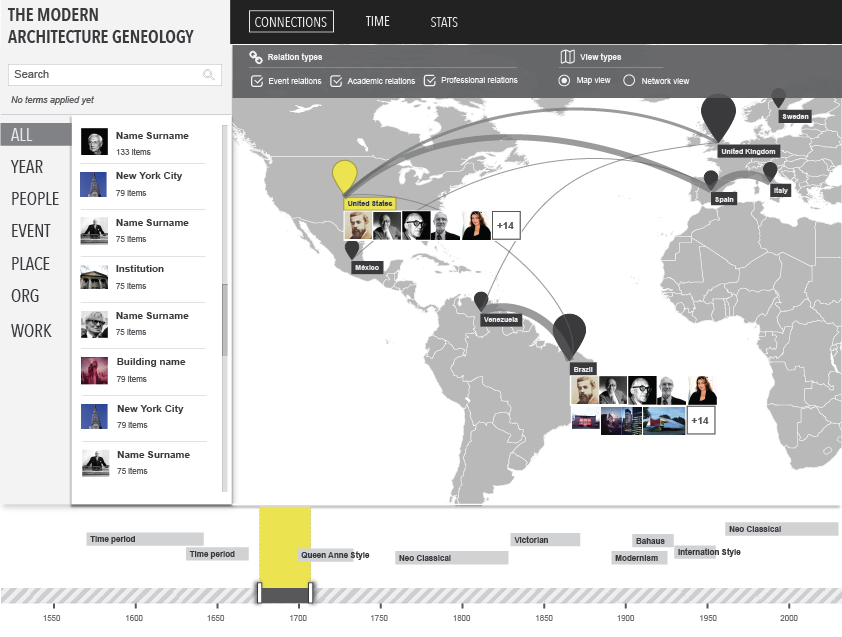 THE MODERN
ARCHITECTURE GENEOLOGY
Search
No terms applied yet
ALL
YEAR
PEOPLE
EVENT
PLACE
ORG
WORK
Name Surname
133 items
New York City
79 items
Name Surname
75 items
Institution
75 items
Name Surname
75 items
Building name
79 items
New York City
79 items
Name Surname
75 items
CONNECTIONS TIME STATS
Relation types
Event relations Academic relations Professional relations
View types
Map view Network view
Sweden
United Kingdom
Italy
Spain
United States
+14
México
Venezuela
Brazil
+14
Time period
Time period
Queen Anne Style
Neo Classical
Victorian
Bahaus
Modernism
Internation Style
Neo Classical
1550 1600 1650 1700 1750 1800 1850 1900 1950 2000